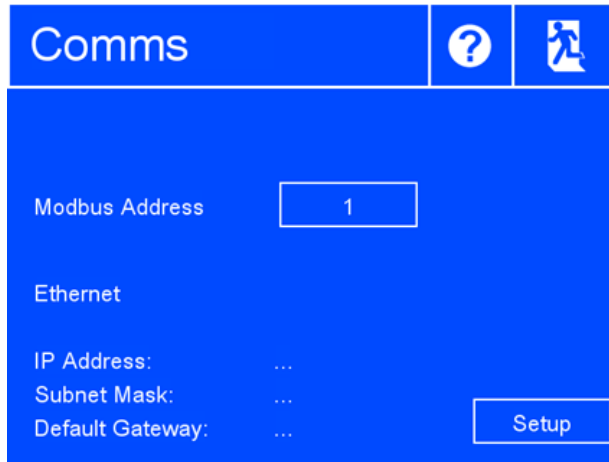 Comms ?
Modbus Address 1
Ethernet
IP Address: ...
Subnet Mask: ...
Default Gateway: ...
Setup